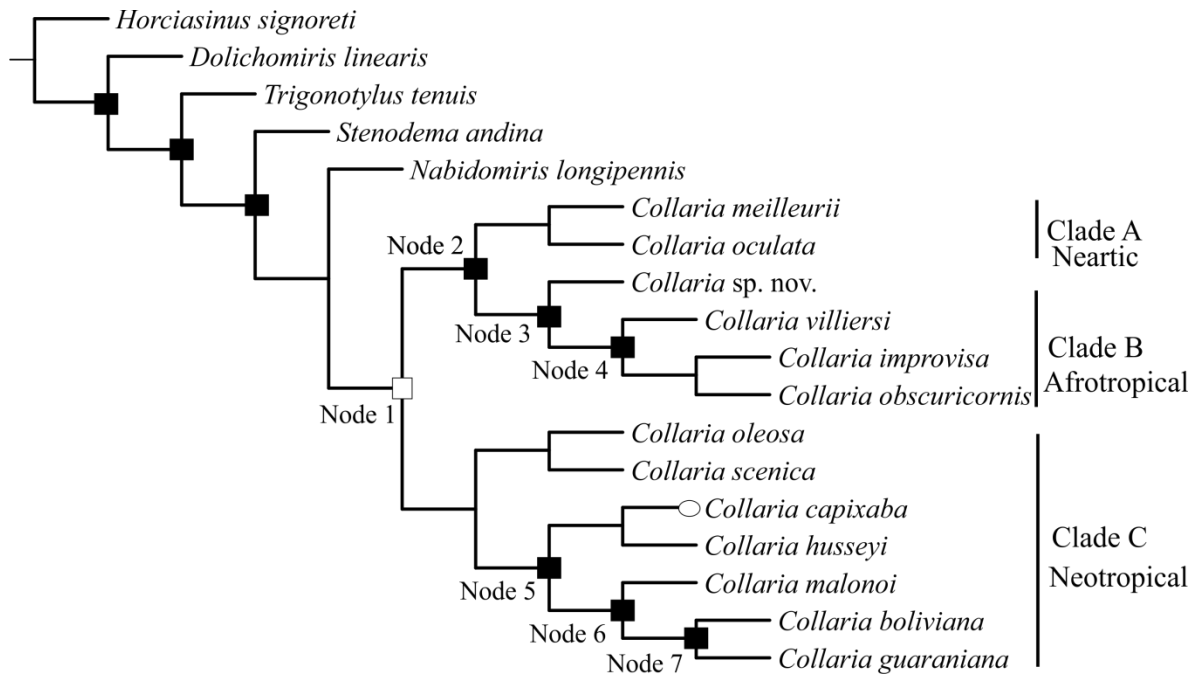 Horciasinus signoreti
Dolichomiris linearis
Trigonotylus tenuis
Stenodema andina
Nabidomiris longipennis
Collaria meilleurii
Collaria oculata
Collaria sp. nov.
Collaria villiersi
Collaria improvisa
Collaria obscuricornis
Collaria oleosa
Collaria scenica
Collaria capixaba
Collaria husseyi
Collaria malonoi
Collaria boliviana
Collaria guaraniana
Node 1
Node 2
Node 3
Node 4
Node 5
Node 6
Node 7
Clade A
Neartic
Clade B
Afrotropical
Clade C
Neotropical